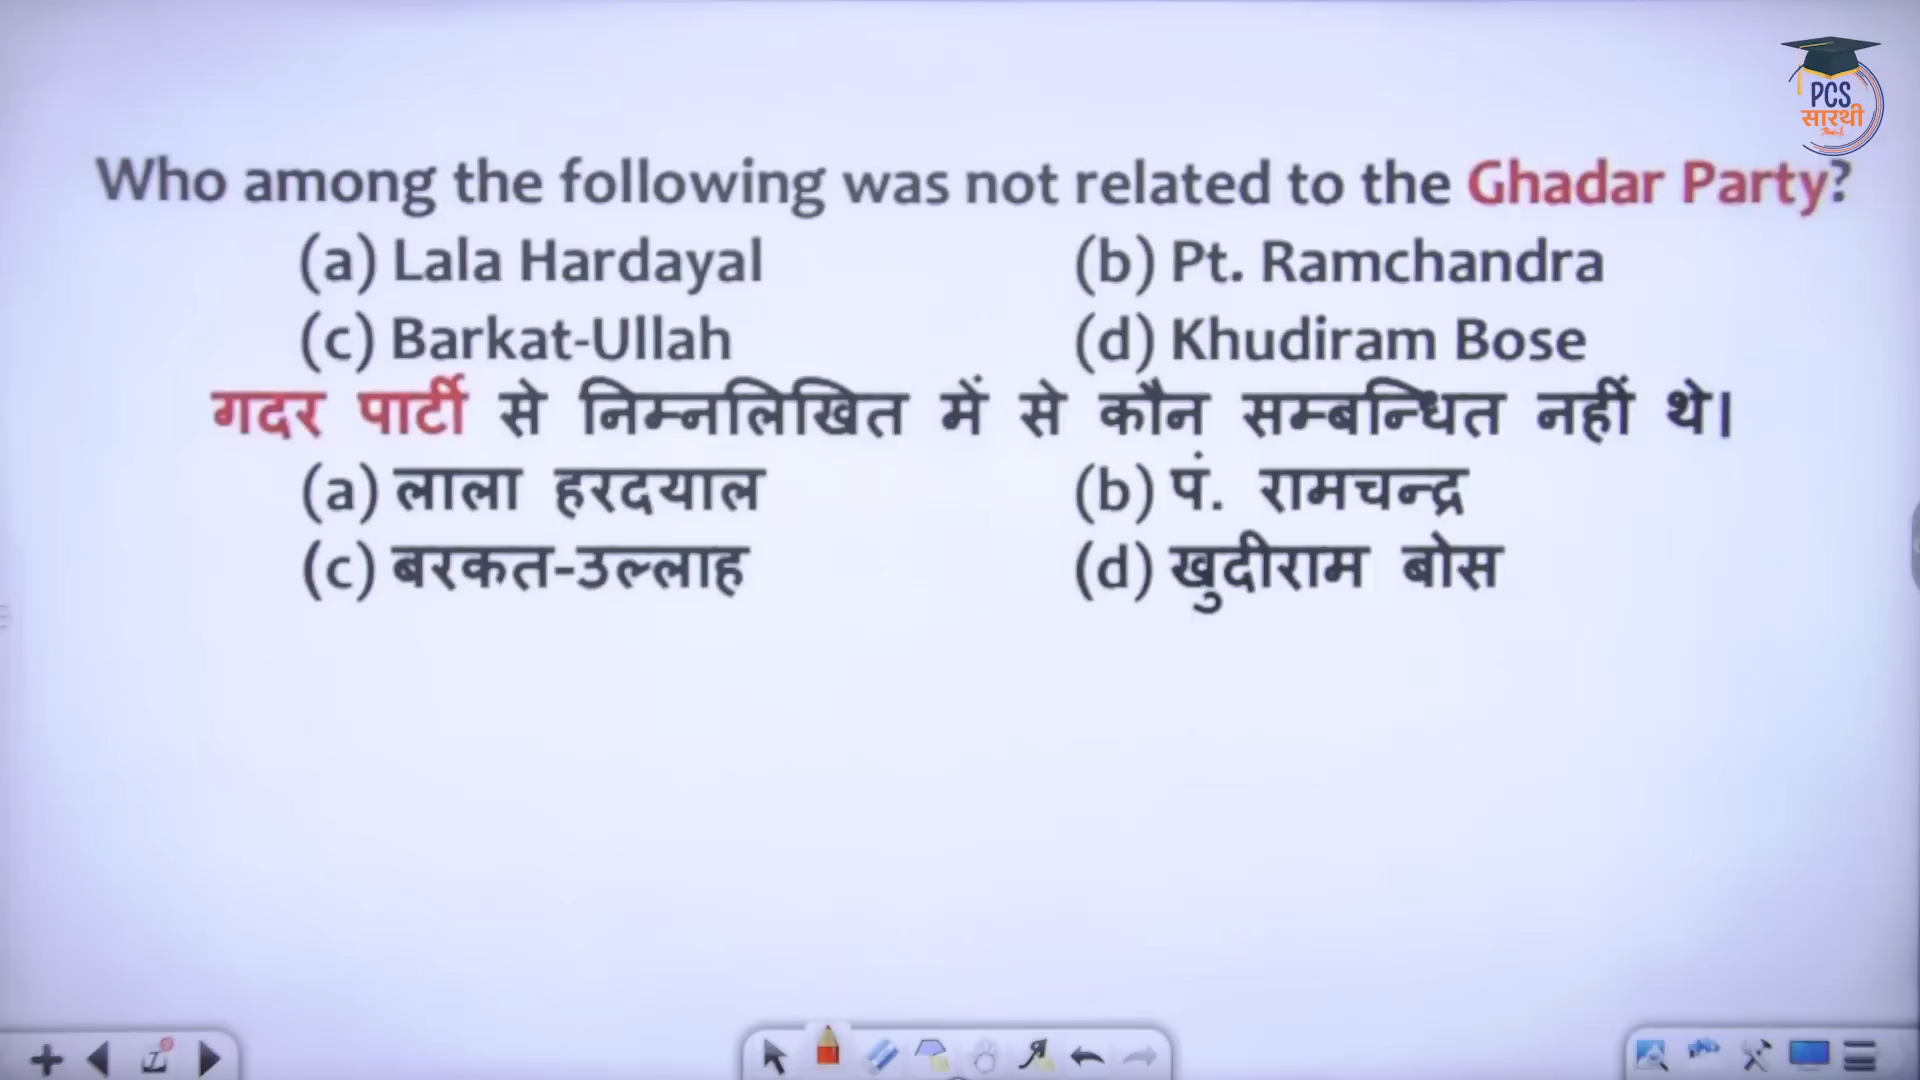 PCS
सारथी
Who among the following was not related to the Ghadar Party?
(a) Lala Hardayal (b) Pt. Ramchandra
(c) Barkat-Ullah (d) Khudiram Bose
गदर पार्टी से निम्नलिखित में से कौन सम्बन्धित नहीं थे।
(a) लाला हरदयाल (b) पं. रामचन्द्र
(c) बरकत-उल्लाह (d) खुदीराम बोस